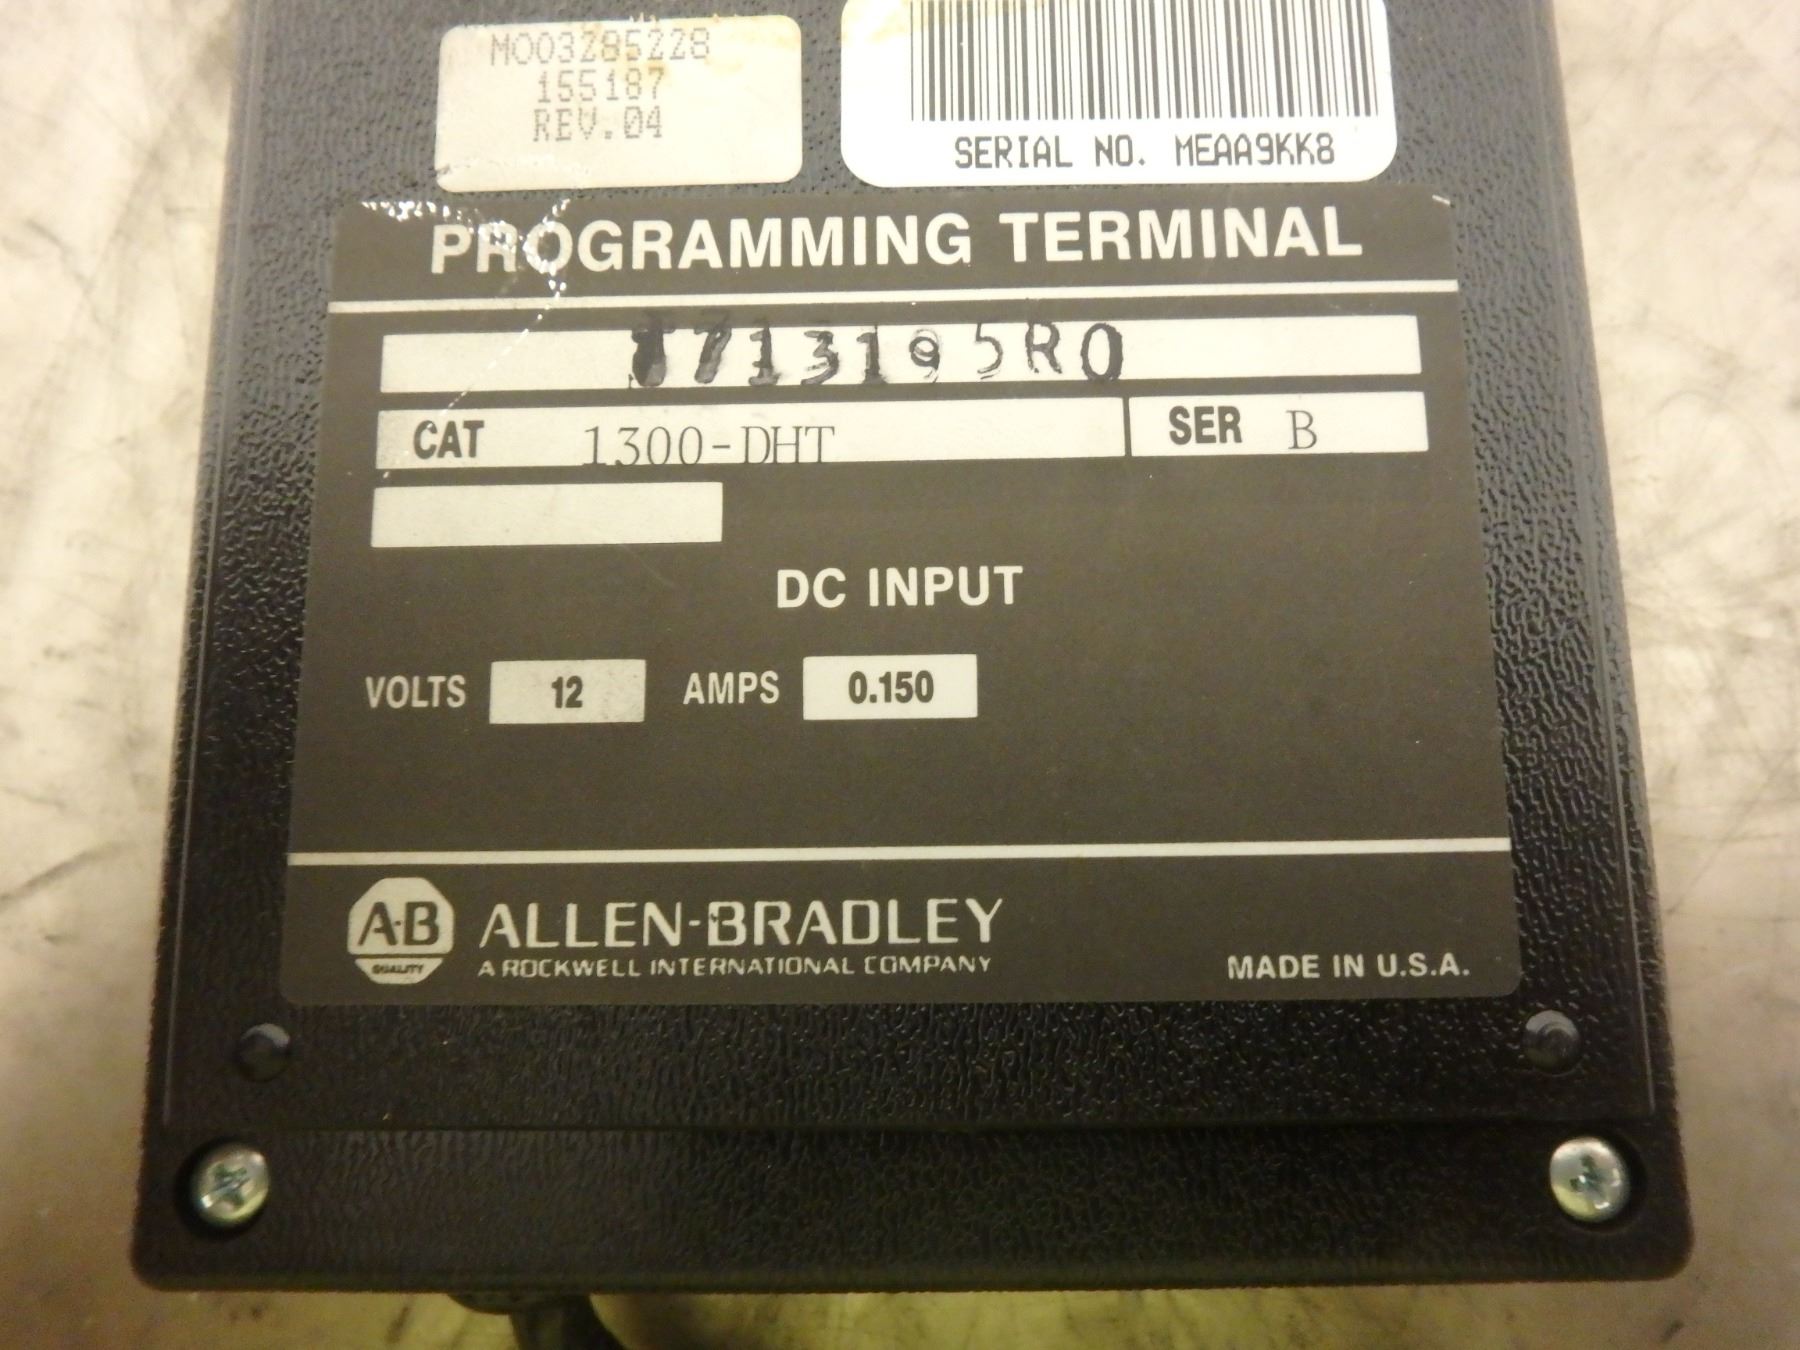 M003285228
155187
REV.04
SERIAL NO. MEAA9KK8
PROGRAMMING TERMINAL
CAT 1300-DHT SER B
DC INPUT
VOLTS 12 AMPS 0.150
A-B
QUALITY
ALLEN-BRADLEY
A ROCKWELL INTERNATIONAL COMPANY
MADE IN U.S.A.